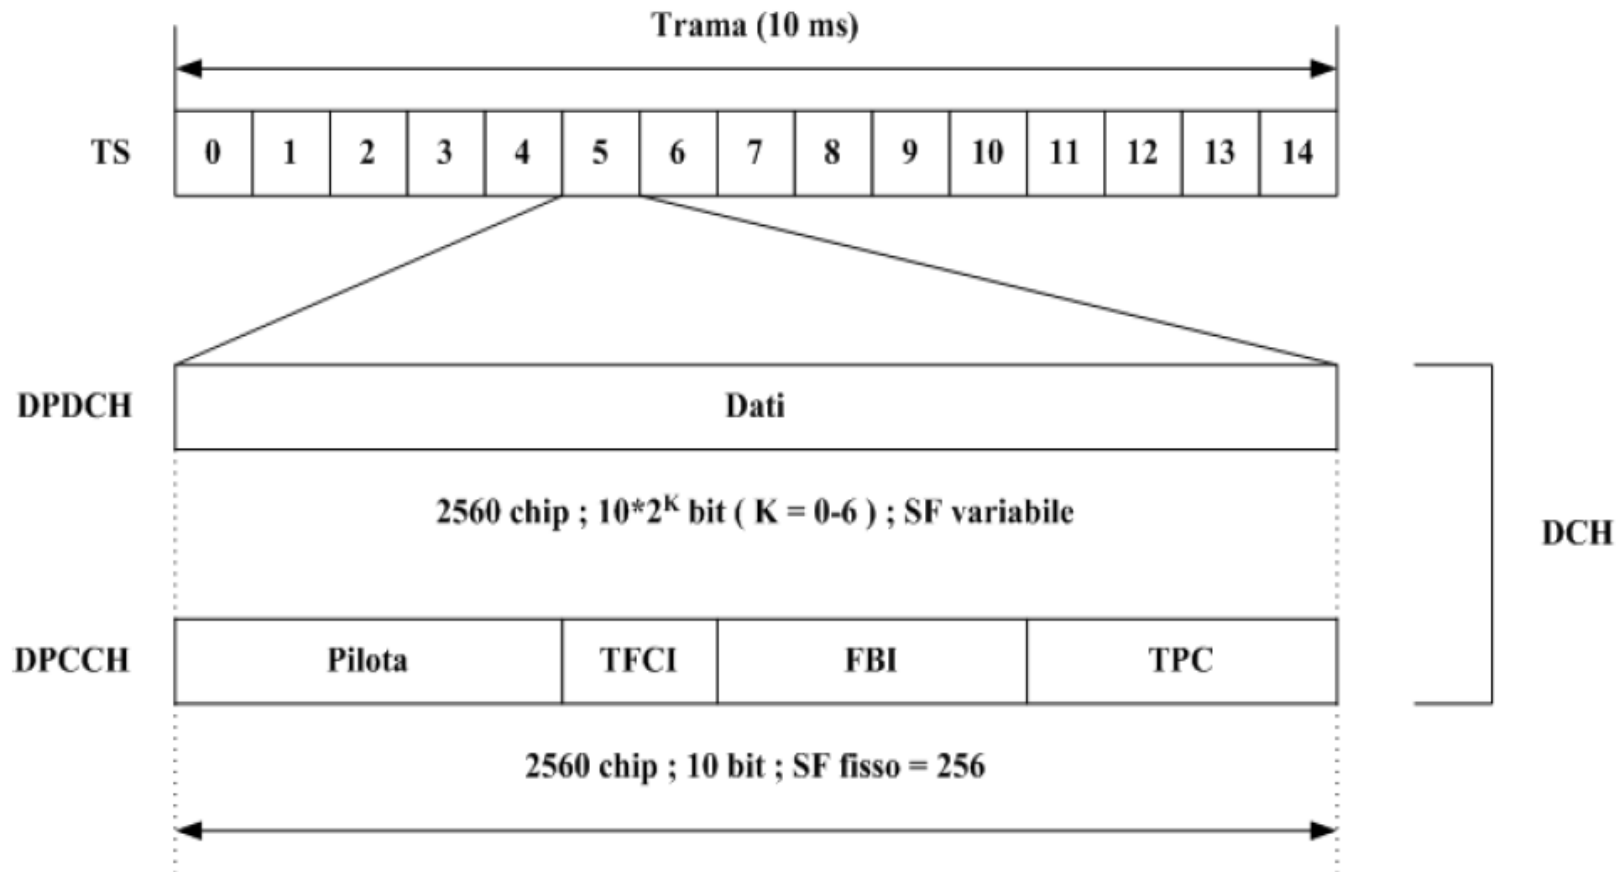 Trama (10 ms)
TS 0 1 2 3 4 5 6 7 8 9 10 11 12 13 14
DPDCH Dati
2560 chip ; 10*2^K bit ( K = 0-6 ) ; SF variabile
DCH
DPCCH Pilota TFCI FBI TPC
2560 chip ; 10 bit ; SF fisso = 256